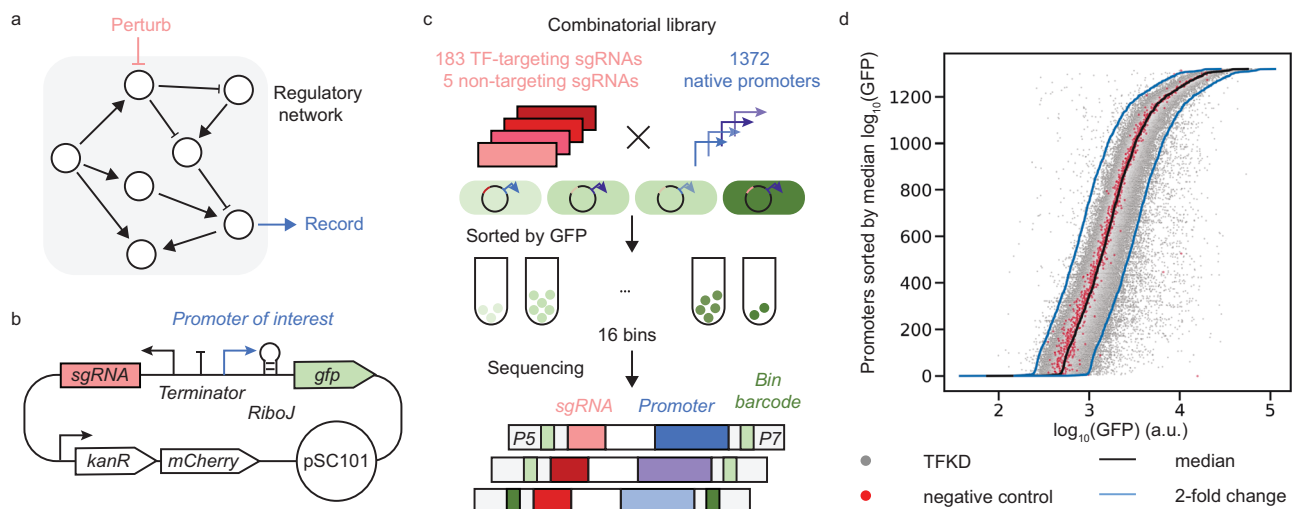 a
Perturb
Regulatory
network
Record
b
Promoter of interest
sgRNA
Terminator
RiboJ
gfp
kanR
mCherry
pSC101
c
Combinatorial library
183 TF-targeting sgRNAs
5 non-targeting sgRNAs
1372
native promoters
Sorted by GFP
...
16 bins
Sequencing
sgRNA
Promoter
Bin
barcode
P5
P7
d
Promoters sorted by median log10(GFP)
1200
1000
800
600
400
200
0
2
3
4
5
log10(GFP) (a.u.)
TFKD
median
negative control
2-fold change